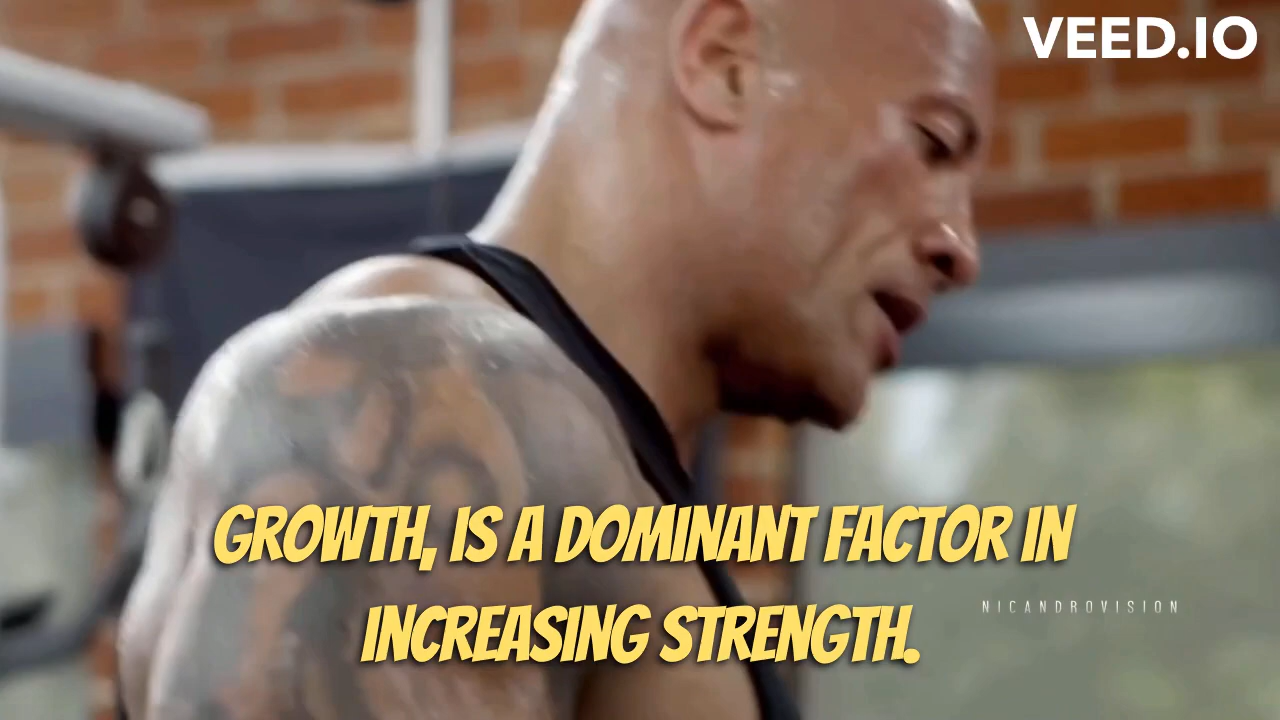 VEED.IO
GROWTH, IS A DOMINANT FACTOR IN
NICANDROVISION
INCREASING STRENGTH.